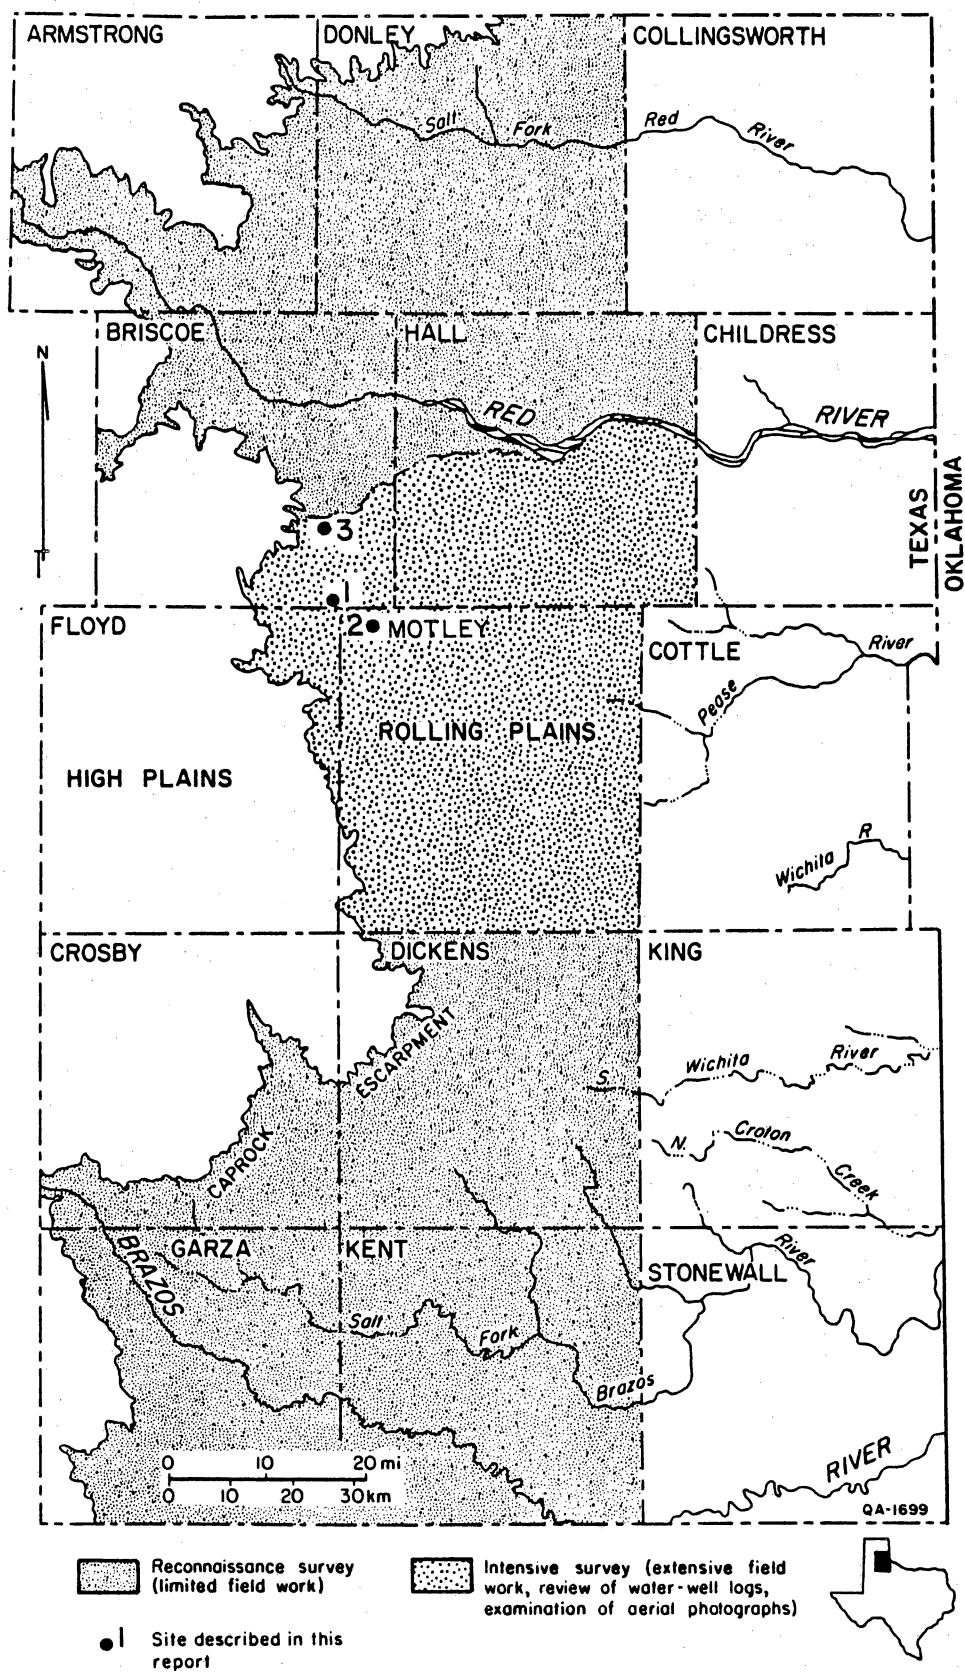 ARMSTRONG
DONLEY
COLLINGSWORTH
Salt Fork Red River
BRISCOE
HALL
CHILDRESS
N
RED RIVER
TEXAS
OKLAHOMA
3
1
FLOYD
2 MOTLEY
COTTLE
River
Pease
ROLLING PLAINS
HIGH PLAINS
Wichita R
CROSBY
DICKENS
KING
ESCARPMENT
CAPROCK
S. Wichita River
N. Croton Creek
BRAZOS
GARZA
KENT
STONEWALL
River
Salt Fork
Brazos
RIVER
0 10 20 mi
0 10 20 30 km
QA-1699
Reconnaissance survey
(limited field work)
Intensive survey (extensive field
work, review of water-well logs,
examination of aerial photographs)
1 Site described in this
report